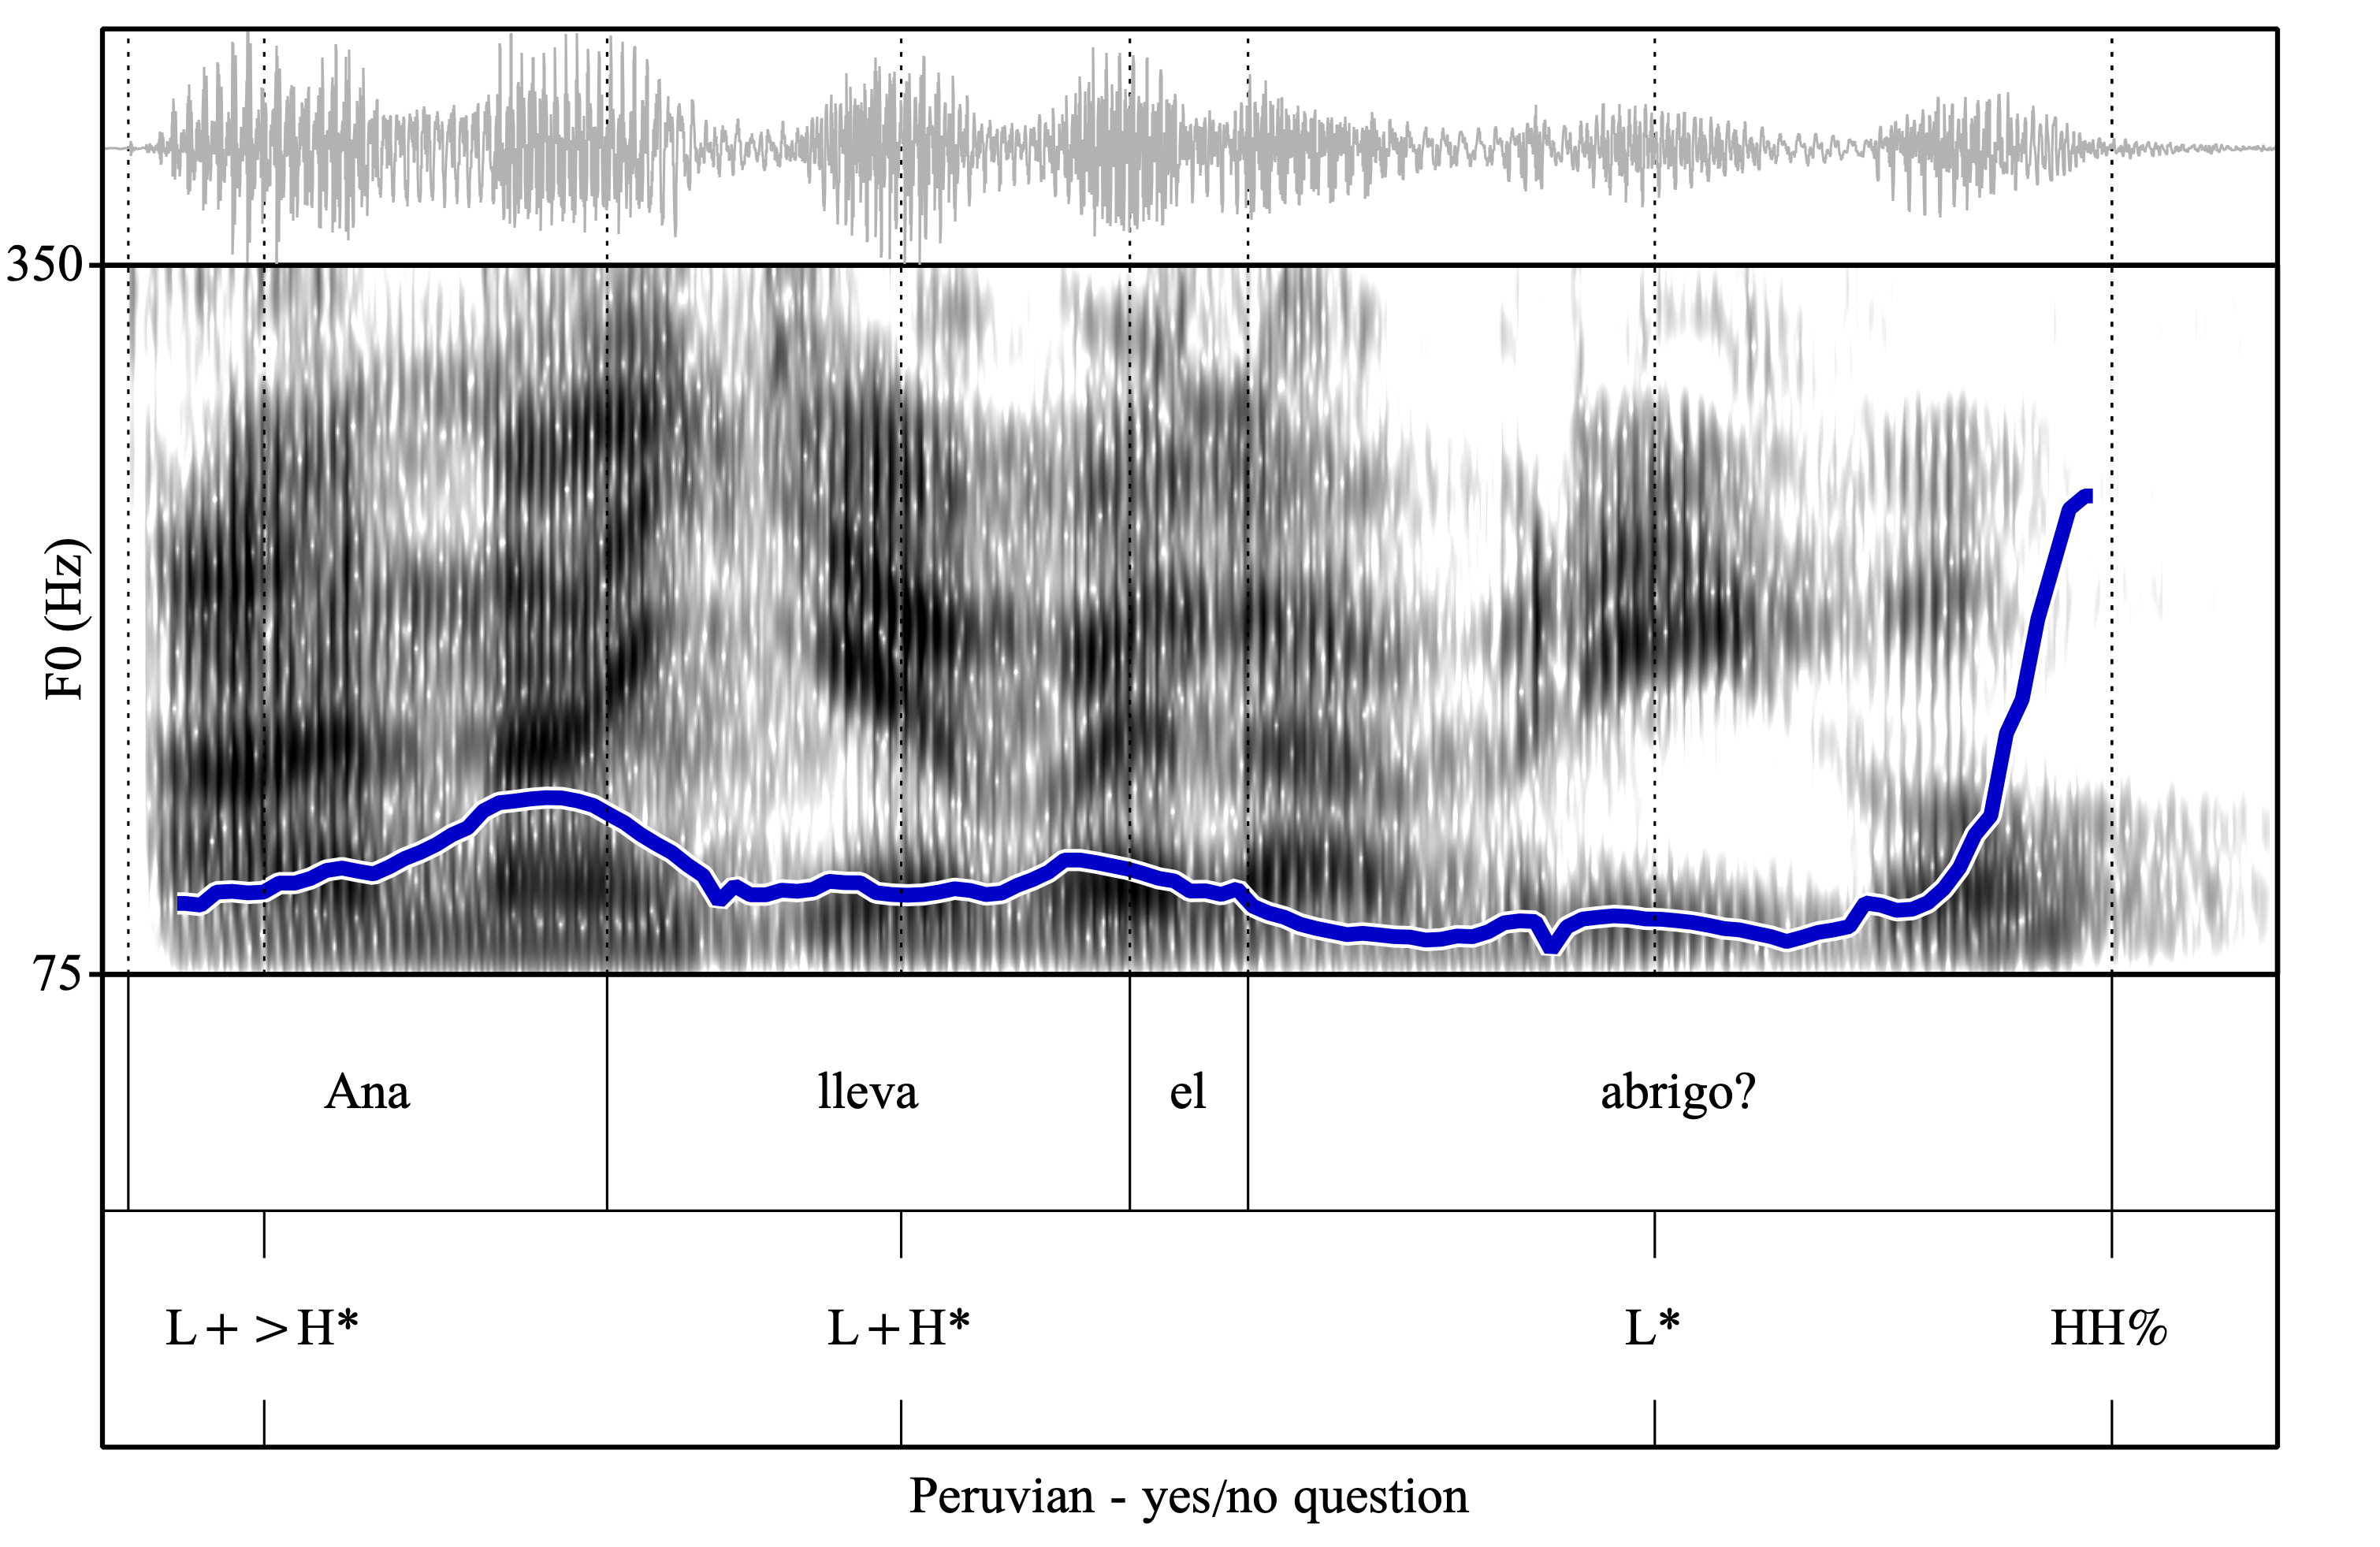 350
F0 (Hz)
75
Ana lleva el abrigo?
L+>H* L+H* L* HH%
Peruvian - yes/no question